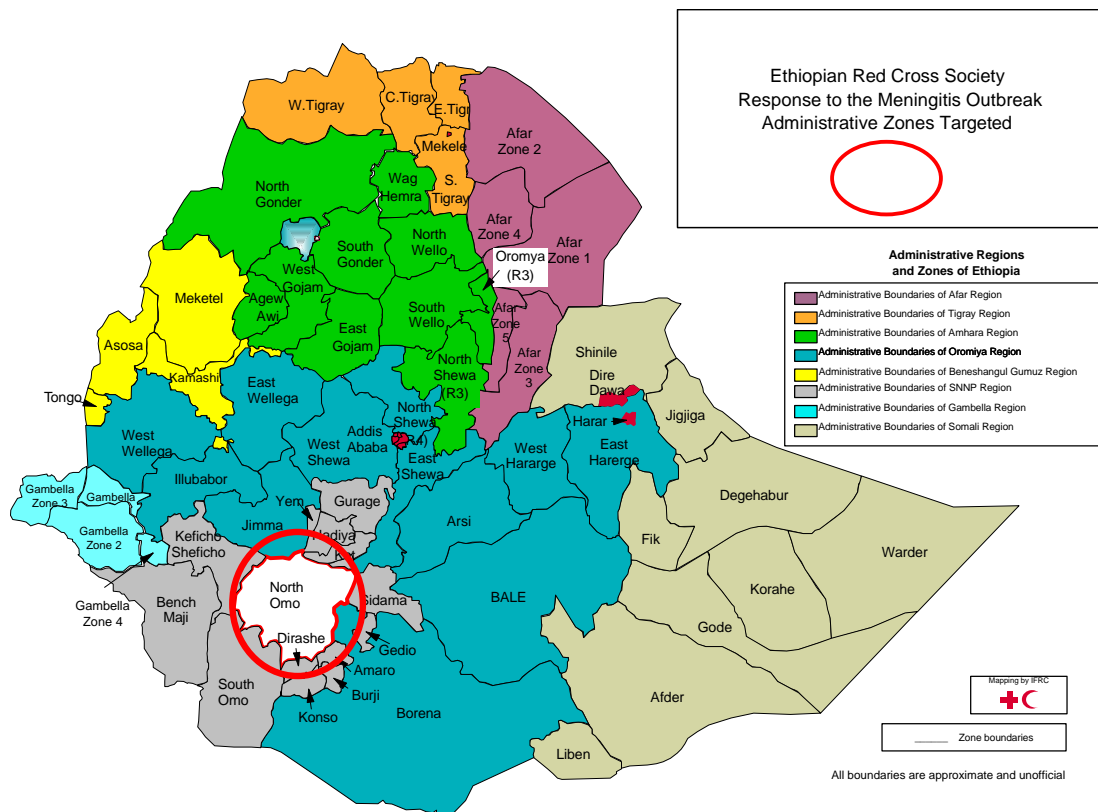 Ethiopian Red Cross Society
Response to the Meningitis Outbreak
Administrative Zones Targeted
Administrative Regions
and Zones of Ethiopia
Administrative Boundaries of Afar Region
Administrative Boundaries of Tigray Region
Administrative Boundaries of Amhara Region
Administrative Boundaries of Oromiya Region
Administrative Boundaries of Beneshangul Gumuz Region
Administrative Boundaries of SNNP Region
Administrative Boundaries of Gambella Region
Administrative Boundaries of Somali Region
W.Tigray
C.Tigray
E.Tigr
Mekele
S.
Tigray
Afar
Zone 2
North
Gonder
Wag
Hemra
Afar
Zone 4
Afar
Zone 1
North
Wello
South
Gonder
Oromya
(R3)
West
Gojam
Meketel
Agew
Awi
South
Wello
Afar
Zone
5
East
Gojam
Asosa
Kamashi
North
Shewa
(R3)
Afar
Zone
3
Shinile
Dire
Dawa
Tongo
East
Wellega
North
Shewa
(R4)
Addis
Ababa
Harar
Jigjiga
West
Wellega
West
Shewa
East
Shewa
West
Hararge
East
Harerge
Gambella
Zone 3
Gambella
Illubabor
Yem
Gurage
Degehabur
Gambella
Zone 2
Keficho
Sheficho
Jimma
Hadiya
Arsi
Fik
Warder
Gambella
Zone 4
Bench
Maji
North
Omo
Sidama
BALE
Korahe
Gode
Dirashe
Gedio
Amaro
Burji
South
Omo
Konso
Borena
Afder
Liben
Mapping by IFRC
Zone boundaries
All boundaries are approximate and unofficial